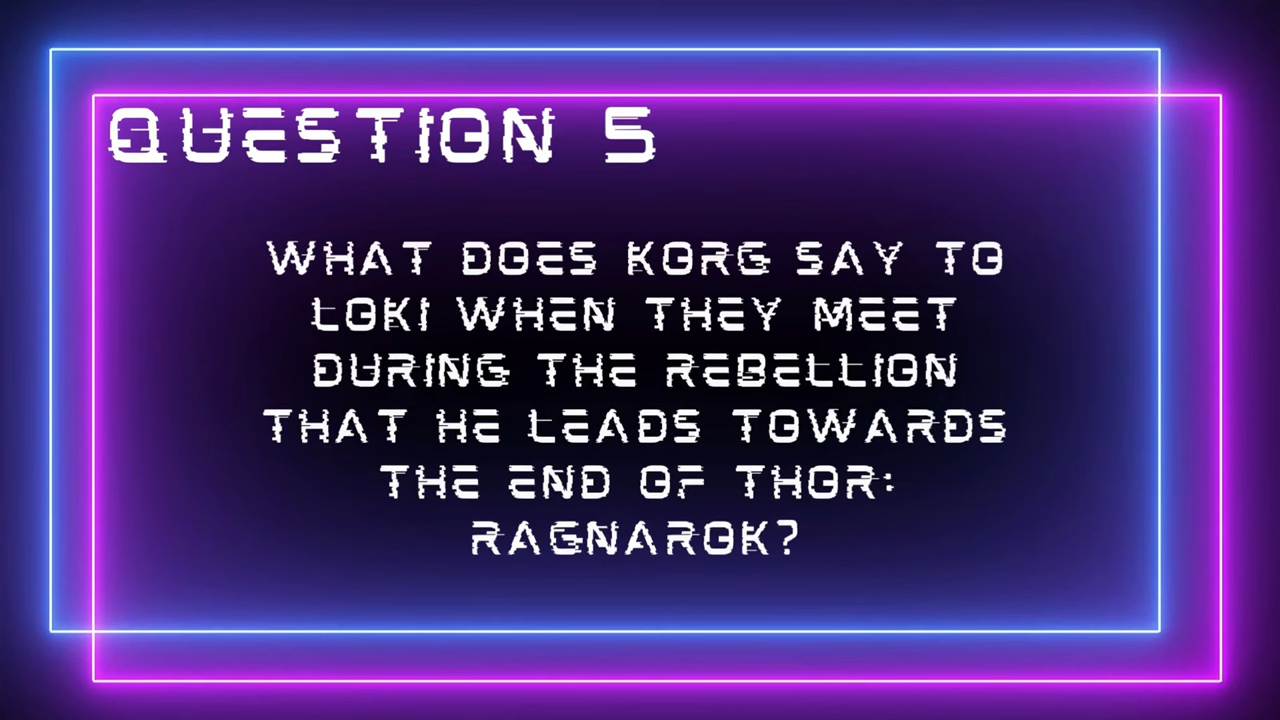 QUESTION 5
WHAT DOES KORG SAY TO
LOKI WHEN THEY MEET
DURING THE REBELLION
THAT HE LEADS TOWARDS
THE END OF THOR:
RAGNAROK?